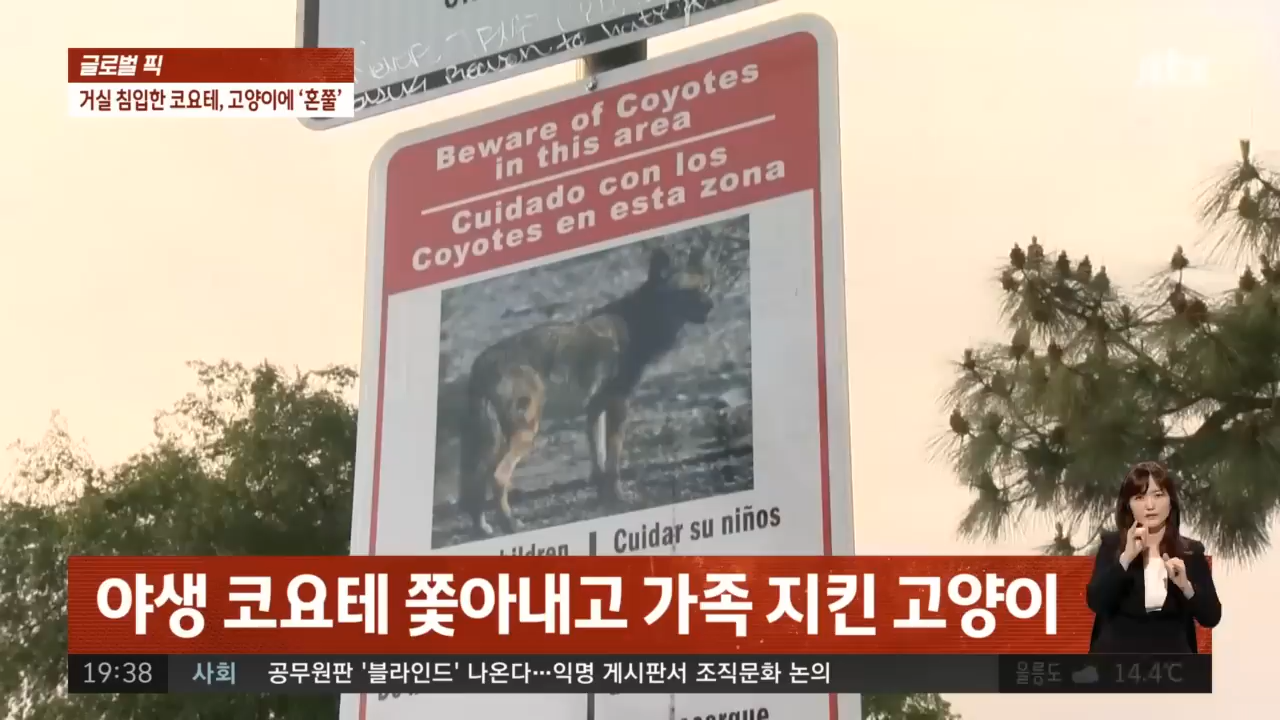 글로벌 픽
거실 침입한 코요테, 고양이에 '혼쭐'
jtbc
Beware of Coyotes
in this area
Cuidado con los
Coyotes en esta zona
Cuidar su niños
야생 코요테 쫓아내고 가족 지킨 고양이
19:38 사회 공무원판 '블라인드' 나온다…익명 게시판서 조직문화 논의 울릉도 14.4℃